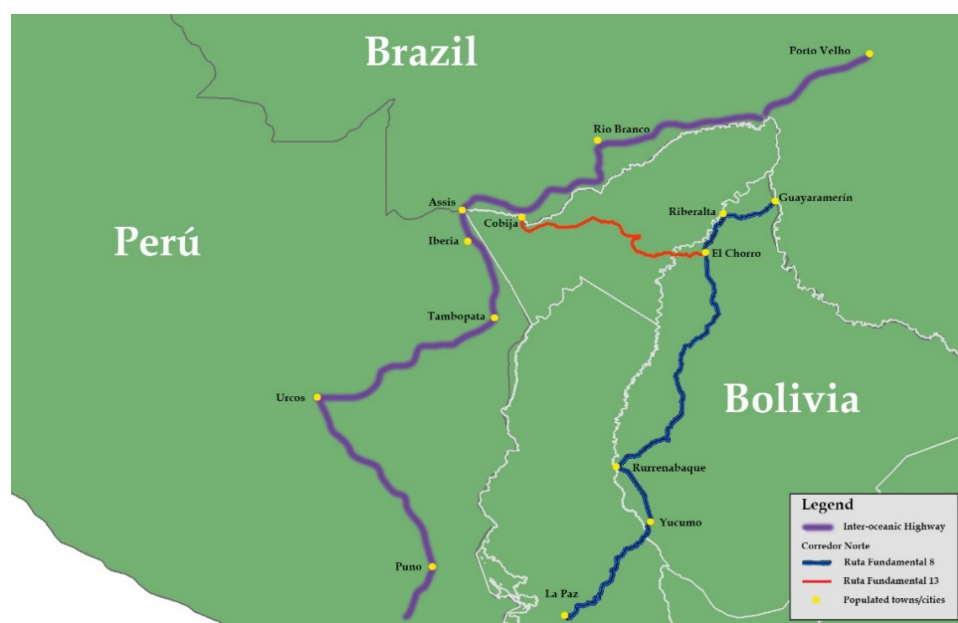 Brazil
Porto Velho
Rio Branco
Assis
Cobija
Riberalta
Guayaramerín
Perú
Iberia
El Chorro
Tambopata
Urcos
Bolivia
Rurrenabaque
Yucumo
Puno
La Paz
Legend
Inter-oceanic Highway
Corredor Norte
Ruta Fundamental 8
Ruta Fundamental 13
Populated towns/cities